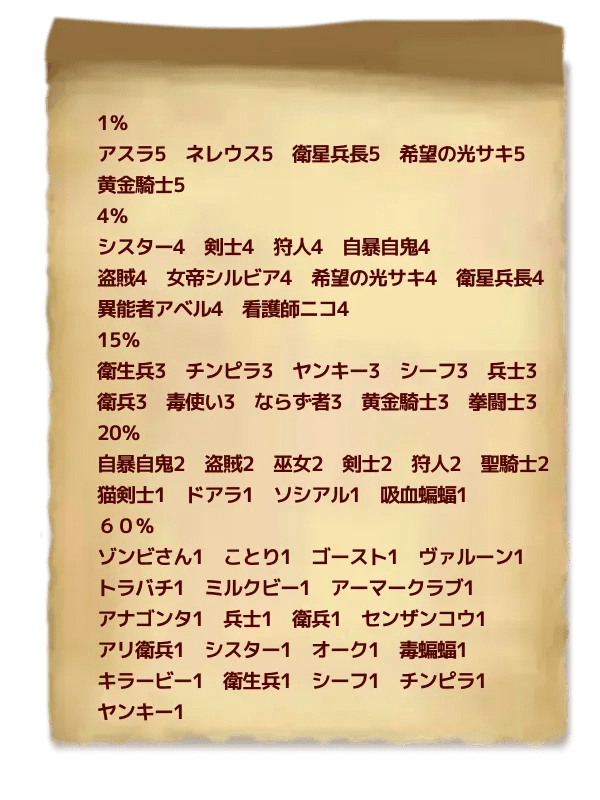 1%
アスラ5　ネレウス5　衛星兵長5　希望の光サキ5
黄金騎士5
4%
シスター4　剣士4　狩人4　自暴自鬼4
盗賊4　女帝シルビア4　希望の光サキ4　衛星兵長4
異能者アベル4　看護師ニコ4
15%
衛生兵3　チンピラ3　ヤンキー3　シーフ3　兵士3
衛兵3　毒使い3　ならず者3　黄金騎士3　拳闘士3
20%
自暴自鬼2　盗賊2　巫女2　剣士2　狩人2　聖騎士2
猫剣士1　ドアラ1　ソシアル1　吸血蝙蝠1
６０%
ゾンビさん1　ことり1　ゴースト1　ヴァルーン1
トラバチ1　ミルクビー1　アーマークラブ1
アナゴンタ1　兵士1　衛兵1　センザンコウ1
アリ衛兵1　シスター1　オーク1　毒蝙蝠1
キラービー1　衛生兵1　シーフ1　チンピラ1
ヤンキー1